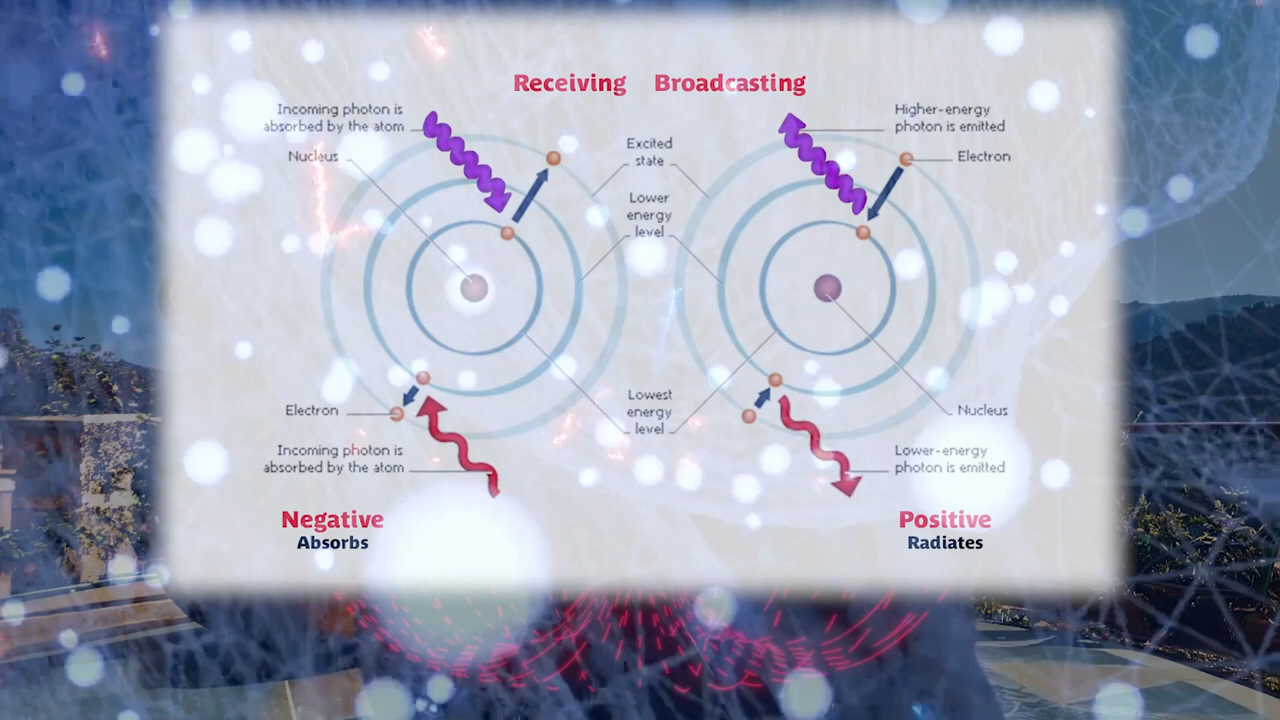 Receiving
Broadcasting
Incoming photon is
absorbed by the atom
Nucleus
Excited
state
Lower
energy
level
Higher-energy
photon is emitted
Electron
Electron
Incoming photon is
absorbed by the atom
Lowest
energy
level
Nucleus
Lower-energy
photon is emitted
Negative
Absorbs
Positive
Radiates